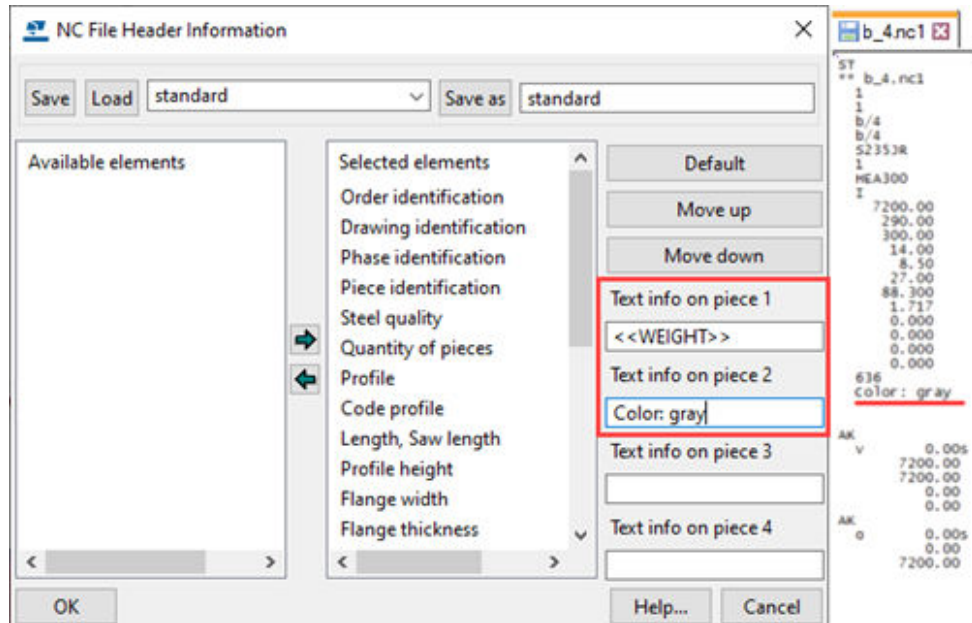 NC File Header Information
Save
Load
standard
Save as
standard
Available elements
Selected elements
Order identification
Drawing identification
Phase identification
Piece identification
Steel quality
Quantity of pieces
Profile
Code profile
Length, Saw length
Profile height
Flange width
Flange thickness
Default
Move up
Move down
Text info on piece 1
<<WEIGHT>>
Text info on piece 2
Color: gray
Text info on piece 3
Text info on piece 4
OK
Help...
Cancel
b_4.nc1
ST
** b_4.nc1
1
1
b/4
b/4
S235JR
1
HEA300
I
7200.00
290.00
300.00
14.00
8.50
27.00
88.300
1.717
0.000
0.000
0.000
0.000
636
Color: gray
AK
v 0.00s
7200.00
7200.00
0.00
0.00
AK
o 0.00s
0.00
7200.00